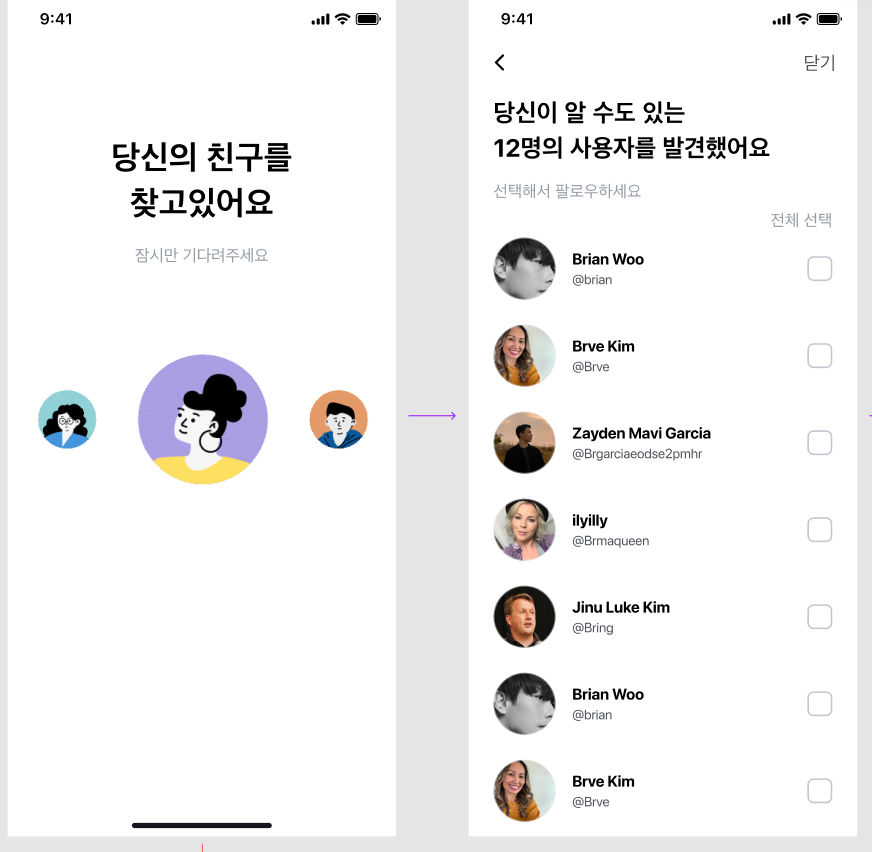 9:41
당신의 친구를
찾고있어요
잠시만 기다려주세요
9:41
닫기
당신이 알 수도 있는
12명의 사용자를 발견했어요
선택해서 팔로우하세요
전체 선택
Brian Woo
@brian
Brve Kim
@Brve
Zayden Mavi Garcia
@Brgarciaeodse2pmhr
ilyilly
@Brmaqueen
Jinu Luke Kim
@Bring
Brian Woo
@brian
Brve Kim
@Brve